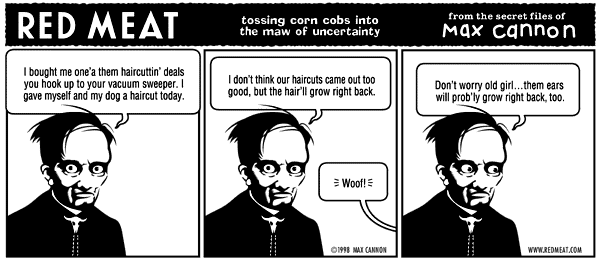 RED MEAT
tossing corn cobs into
the maw of uncertainty
from the secret files of
Max cannon
I bought me one'a them haircuttin' deals
you hook up to your vacuum sweeper. I
gave myself and my dog a haircut today.
I don't think our haircuts came out too
good, but the hair'll grow right back.
Woof!
©1998 MAX CANNON
Don't worry old girl...them ears
will prob'ly grow right back, too.
WWW.REDMEAT.COM